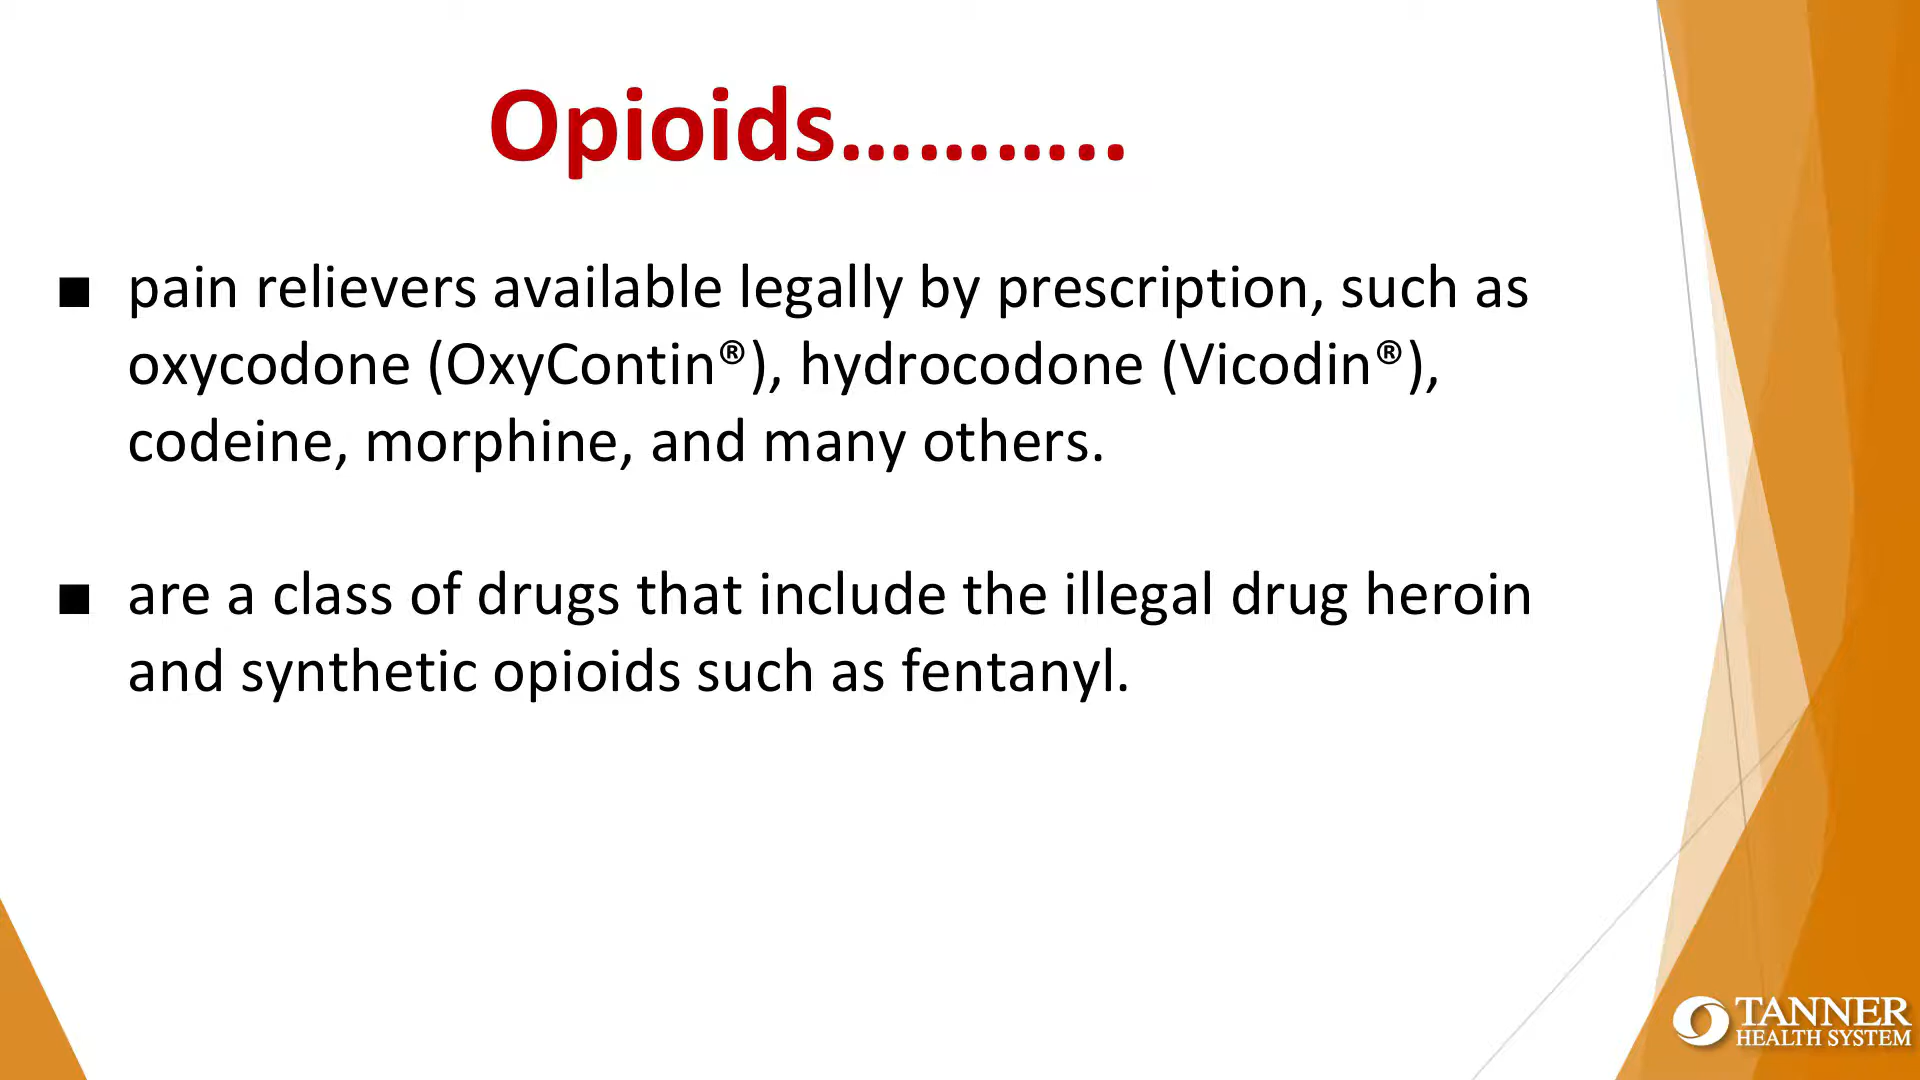 Opioids………..
■ pain relievers available legally by prescription, such as
oxycodone (OxyContin®), hydrocodone (Vicodin®),
codeine, morphine, and many others.
■ are a class of drugs that include the illegal drug heroin
and synthetic opioids such as fentanyl.
TANNER
HEALTH SYSTEM